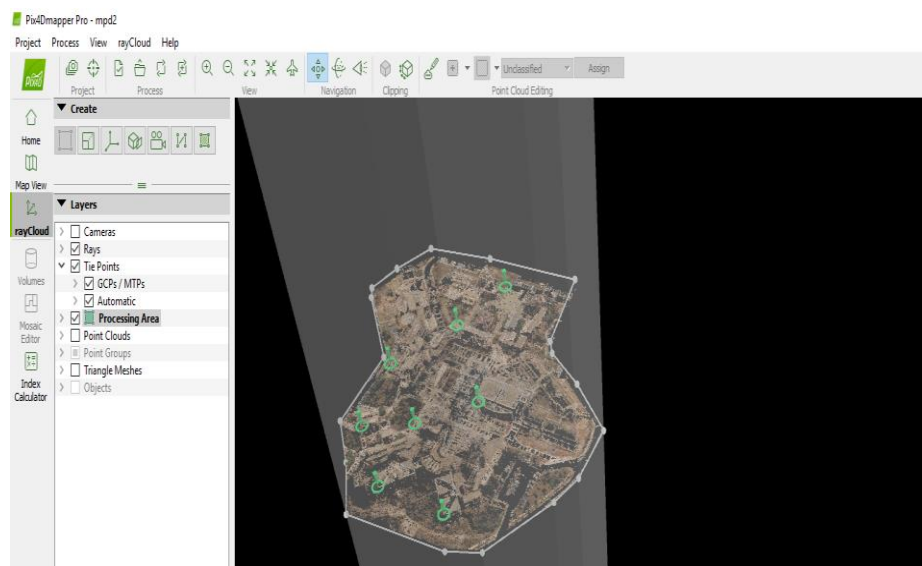 Pix4Dmapper Pro - mpd2
Project Process View rayCloud Help
Project Process View Navigation Clipping Point Cloud Editing
Unclassified Assign
PIX4D
Home
Map View
rayCloud
Volumes
Mosaic Editor
Index Calculator
Create
Layers
Cameras
Rays
Tie Points
GCPs / MTPs
Automatic
Processing Area
Point Clouds
Point Groups
Triangle Meshes
Objects